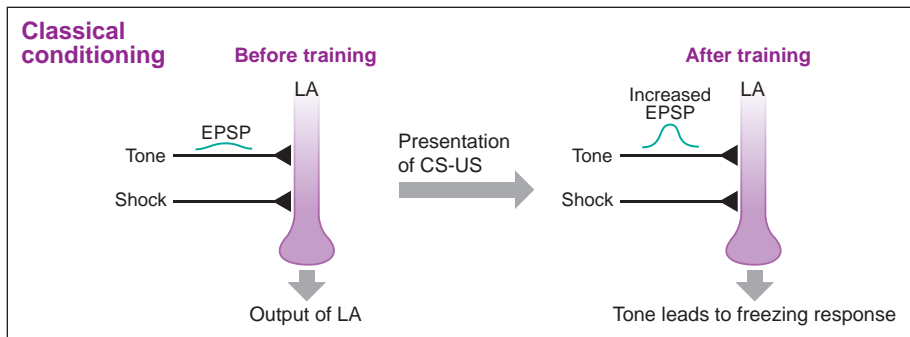 Classical
conditioning
Before training
After training
LA
LA
EPSP
Increased
EPSP
Tone
Shock
Presentation
of CS-US
Tone
Shock
Output of LA
Tone leads to freezing response